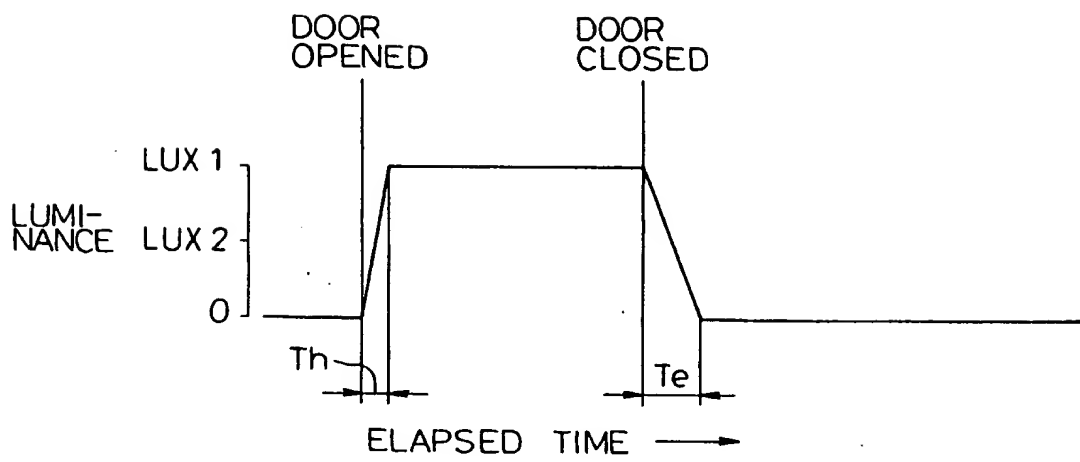 DOOR
OPENED
DOOR
CLOSED
LUX 1
LUMI-
NANCE
LUX 2
0
Th
Te
ELAPSED TIME